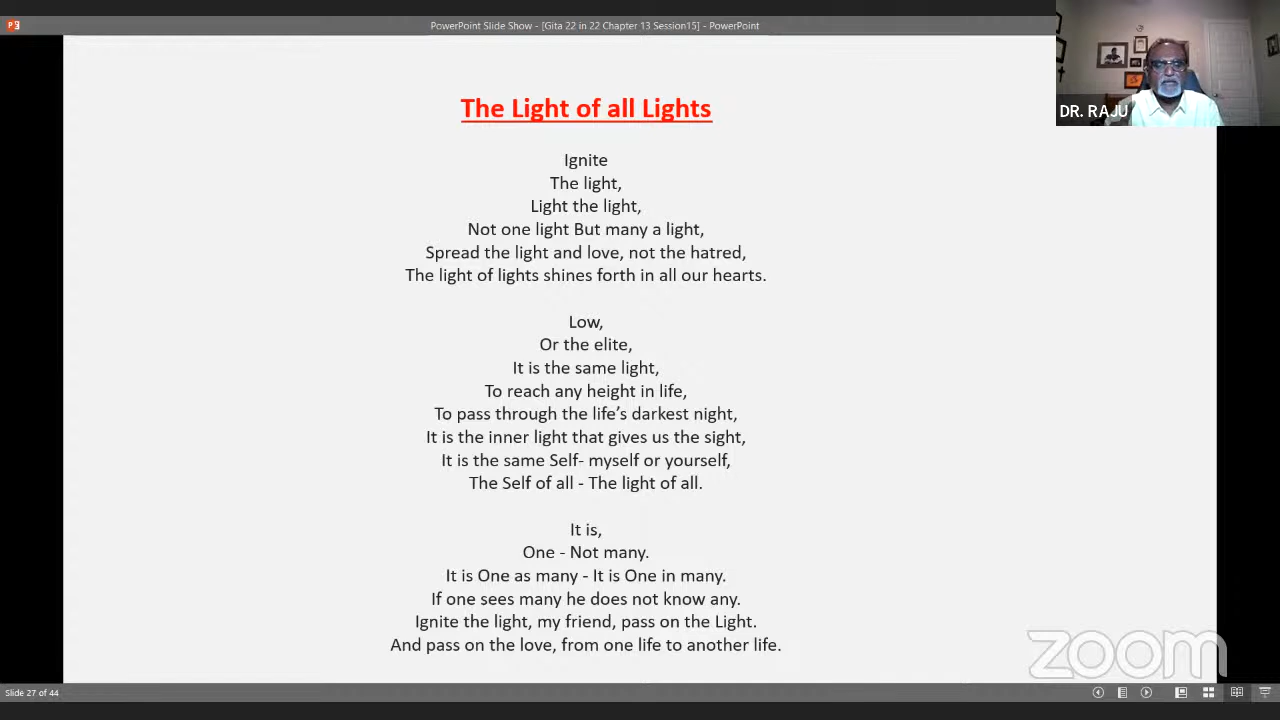 PowerPoint Slide Show - [Gita 22 in 22 Chapter 13 Session15] - PowerPoint
DR. RAJU
The Light of all Lights
Ignite
The light,
Light the light,
Not one light But many a light,
Spread the light and love, not the hatred,
The light of lights shines forth in all our hearts.
Low,
Or the elite,
It is the same light,
To reach any height in life,
To pass through the life's darkest night,
It is the inner light that gives us the sight,
It is the same Self- myself or yourself,
The Self of all - The light of all.
It is,
One - Not many.
It is One as many - It is One in many.
If one sees many he does not know any.
Ignite the light, my friend, pass on the Light.
And pass on the love, from one life to another life.
zoom
Slide 27 of 44